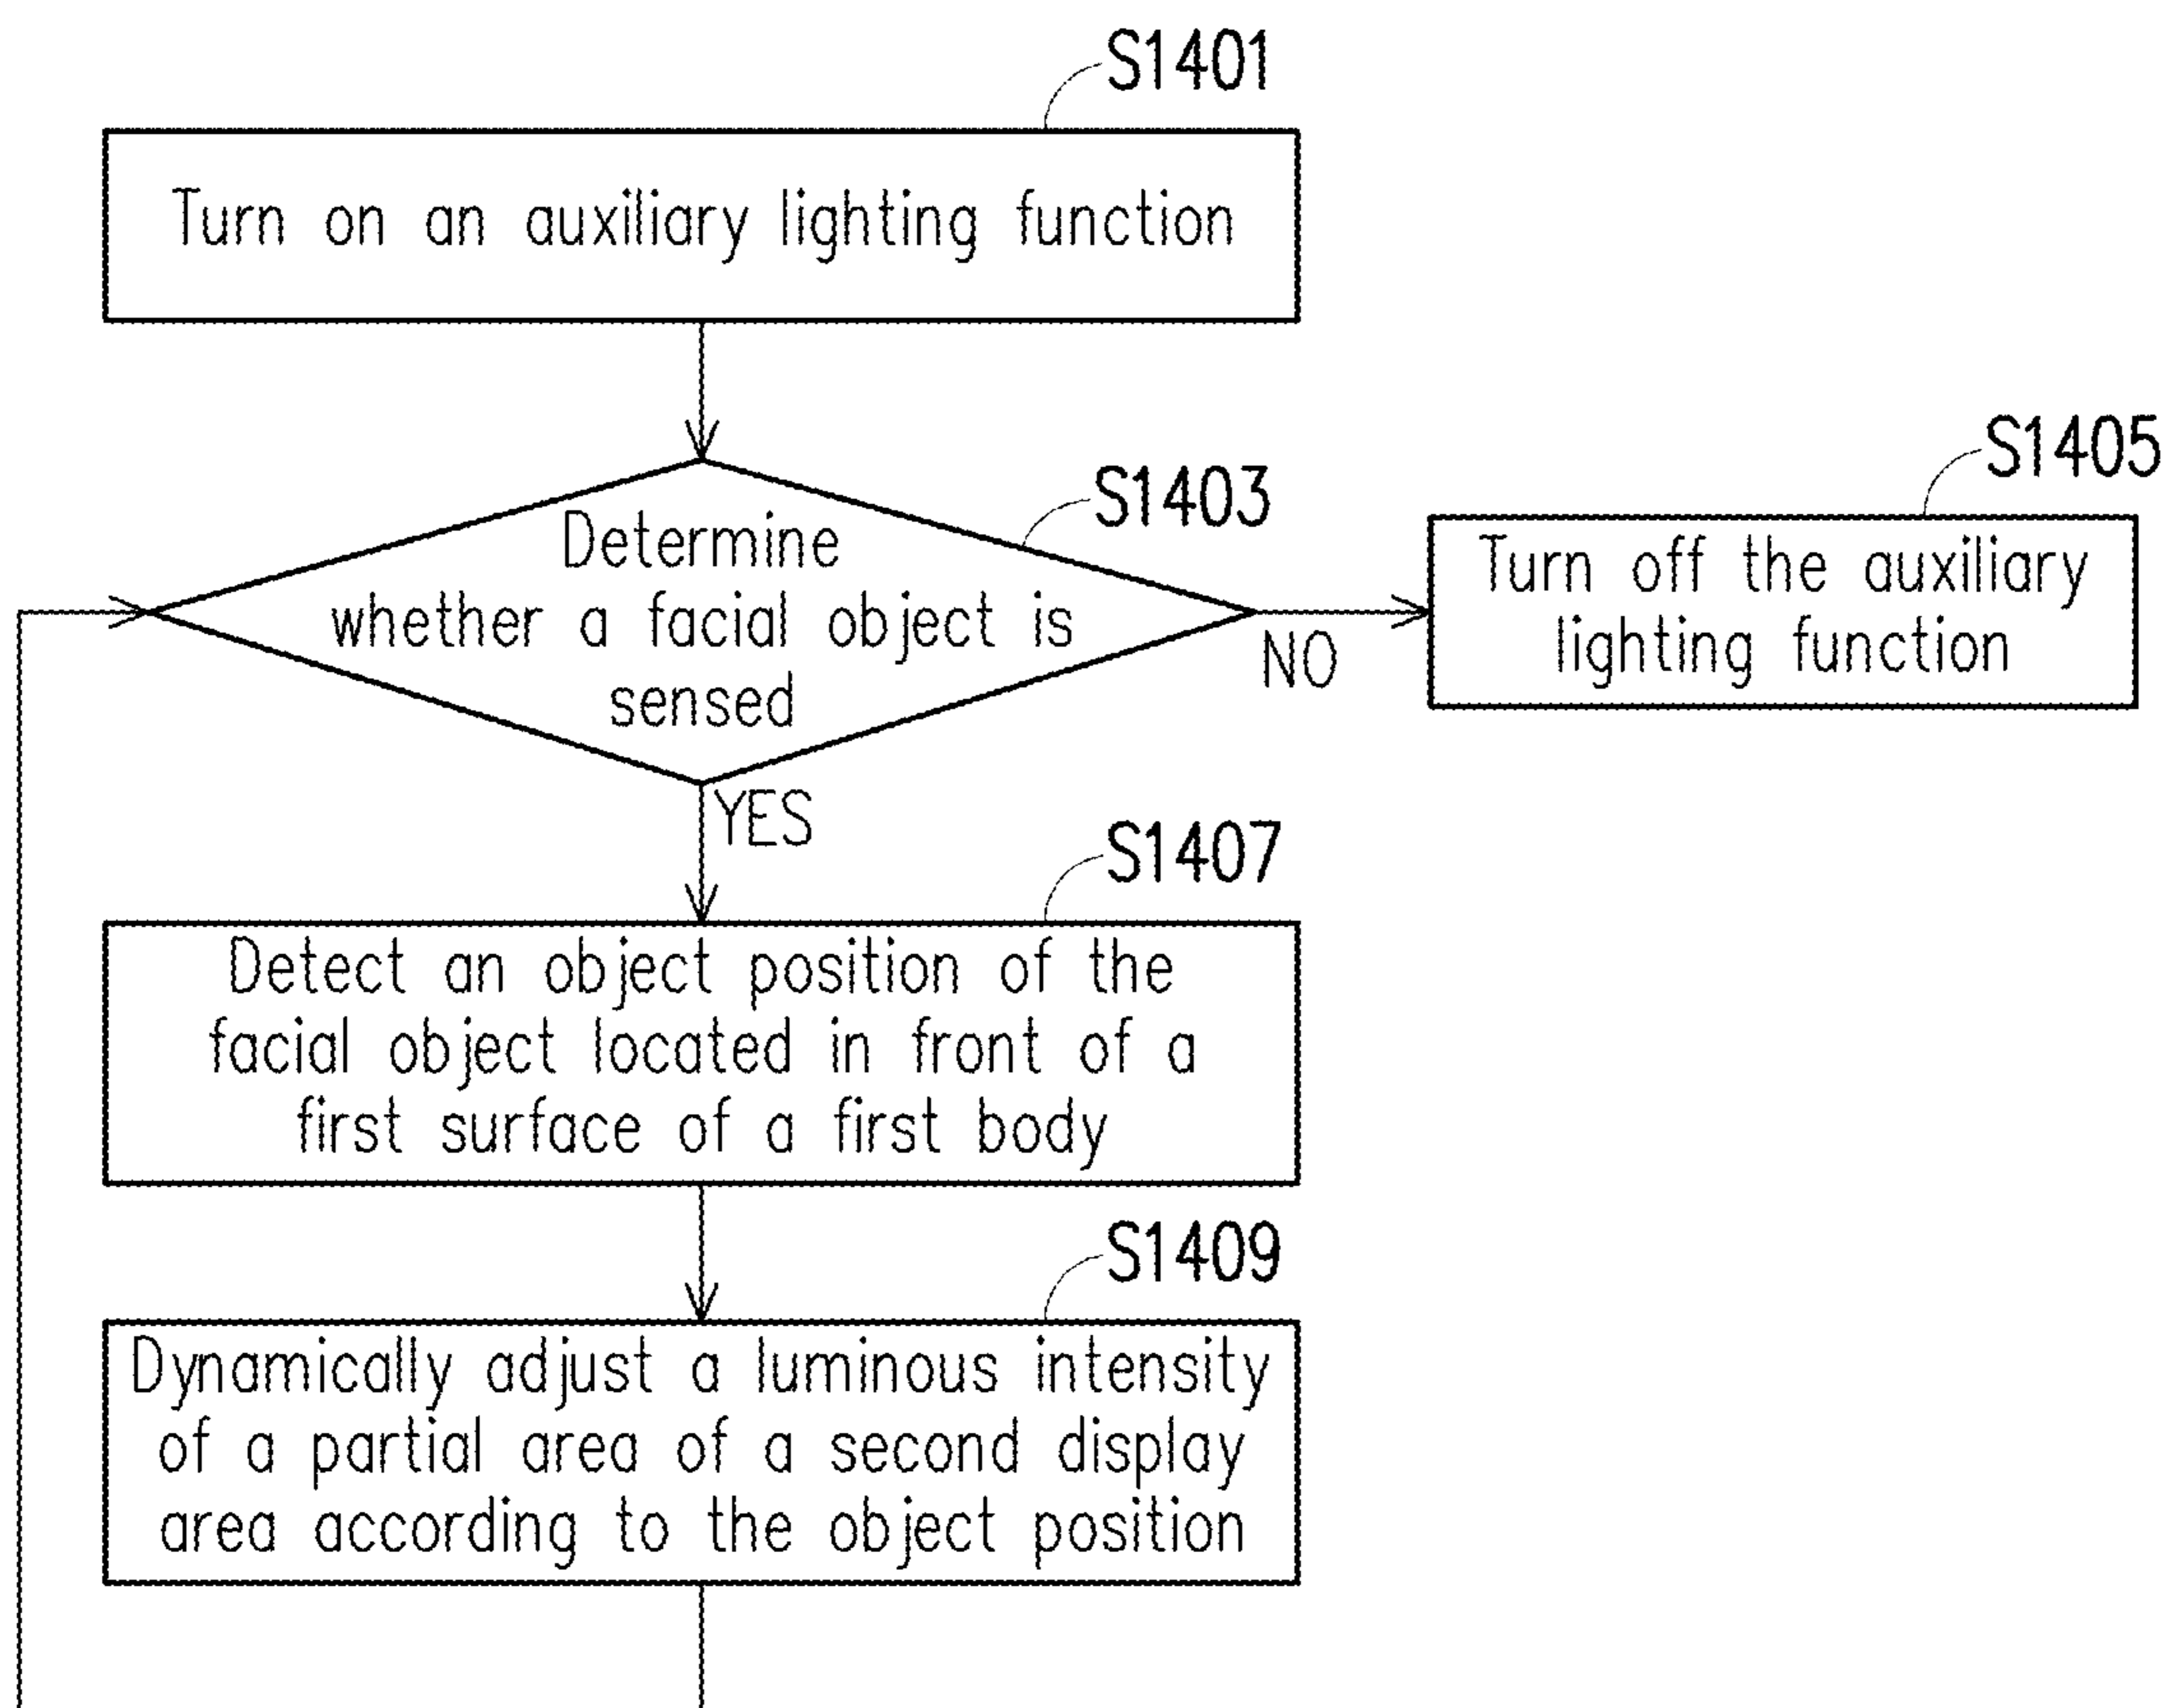 S1401
Turn on an auxiliary lighting function
S1403
Determine
whether a facial object is
sensed
NO
S1405
Turn off the auxiliary
lighting function
YES
S1407
Detect an object position of the
facial object located in front of a
first surface of a first body
S1409
Dynamically adjust a luminous intensity
of a partial area of a second display
area according to the object position